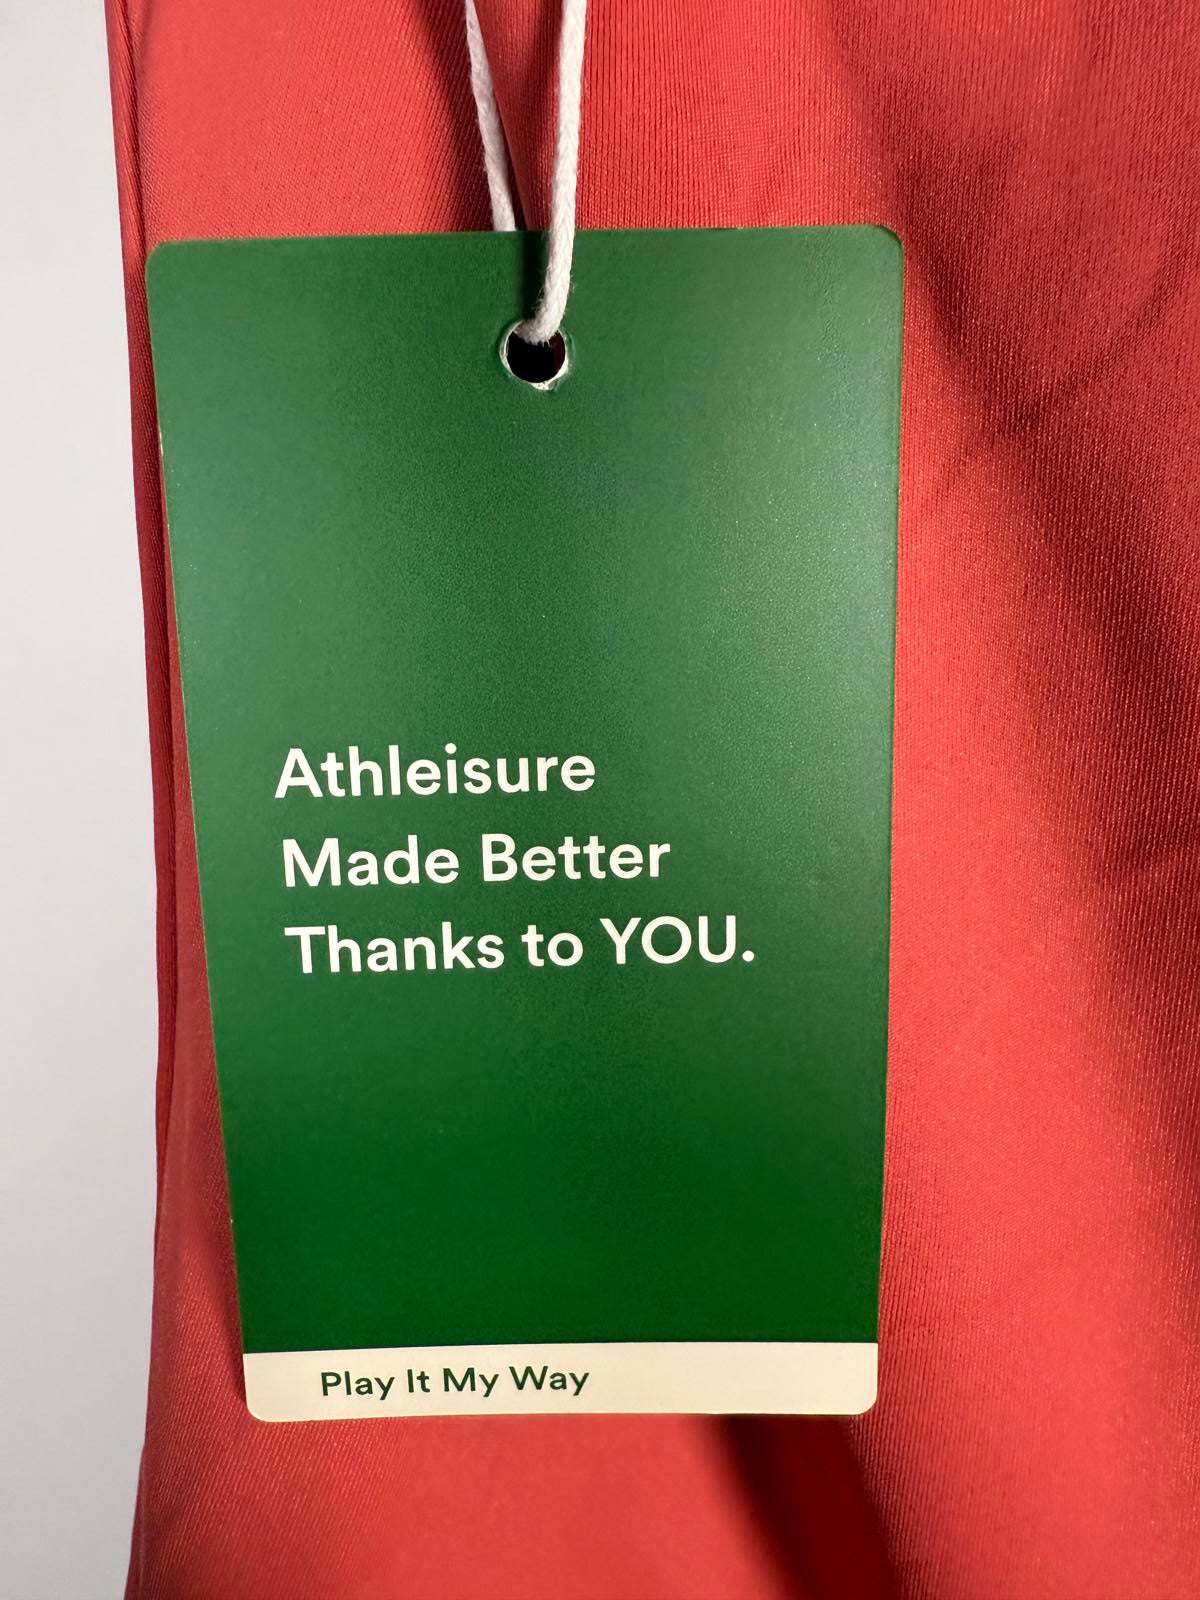 Athleisure
Made Better
Thanks to YOU.
Play It My Way